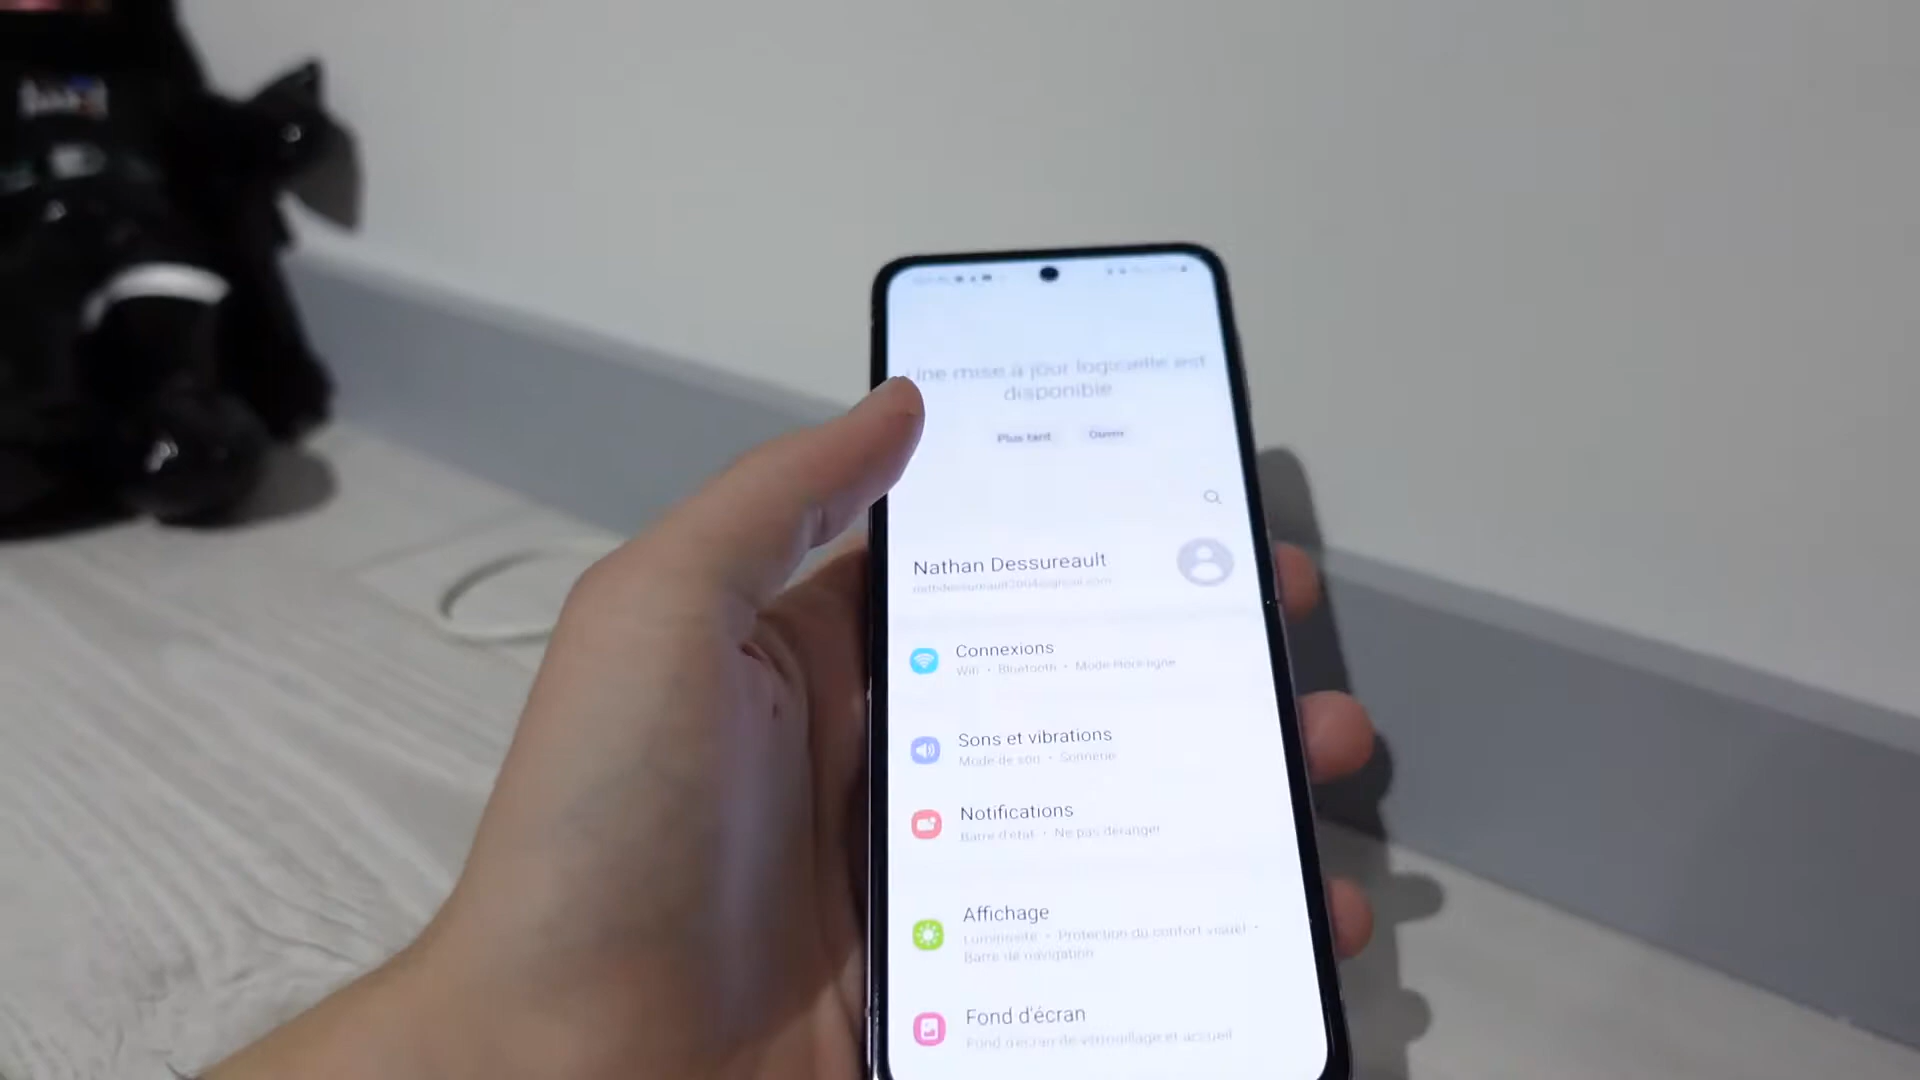 Une mise à jour logicielle est
disponible
Plus tard
Ouvrir
Nathan Dessureault
Connexions
Wifi • Bluetooth • Mode Hors ligne
Sons et vibrations
Mode de son • Sonnerie
Notifications
Barre d'état • Ne pas déranger
Affichage
Luminosité • Protection du confort visuel •
Barre de navigation
Fond d'écran
Fond d'écran de verrouillage et accueil